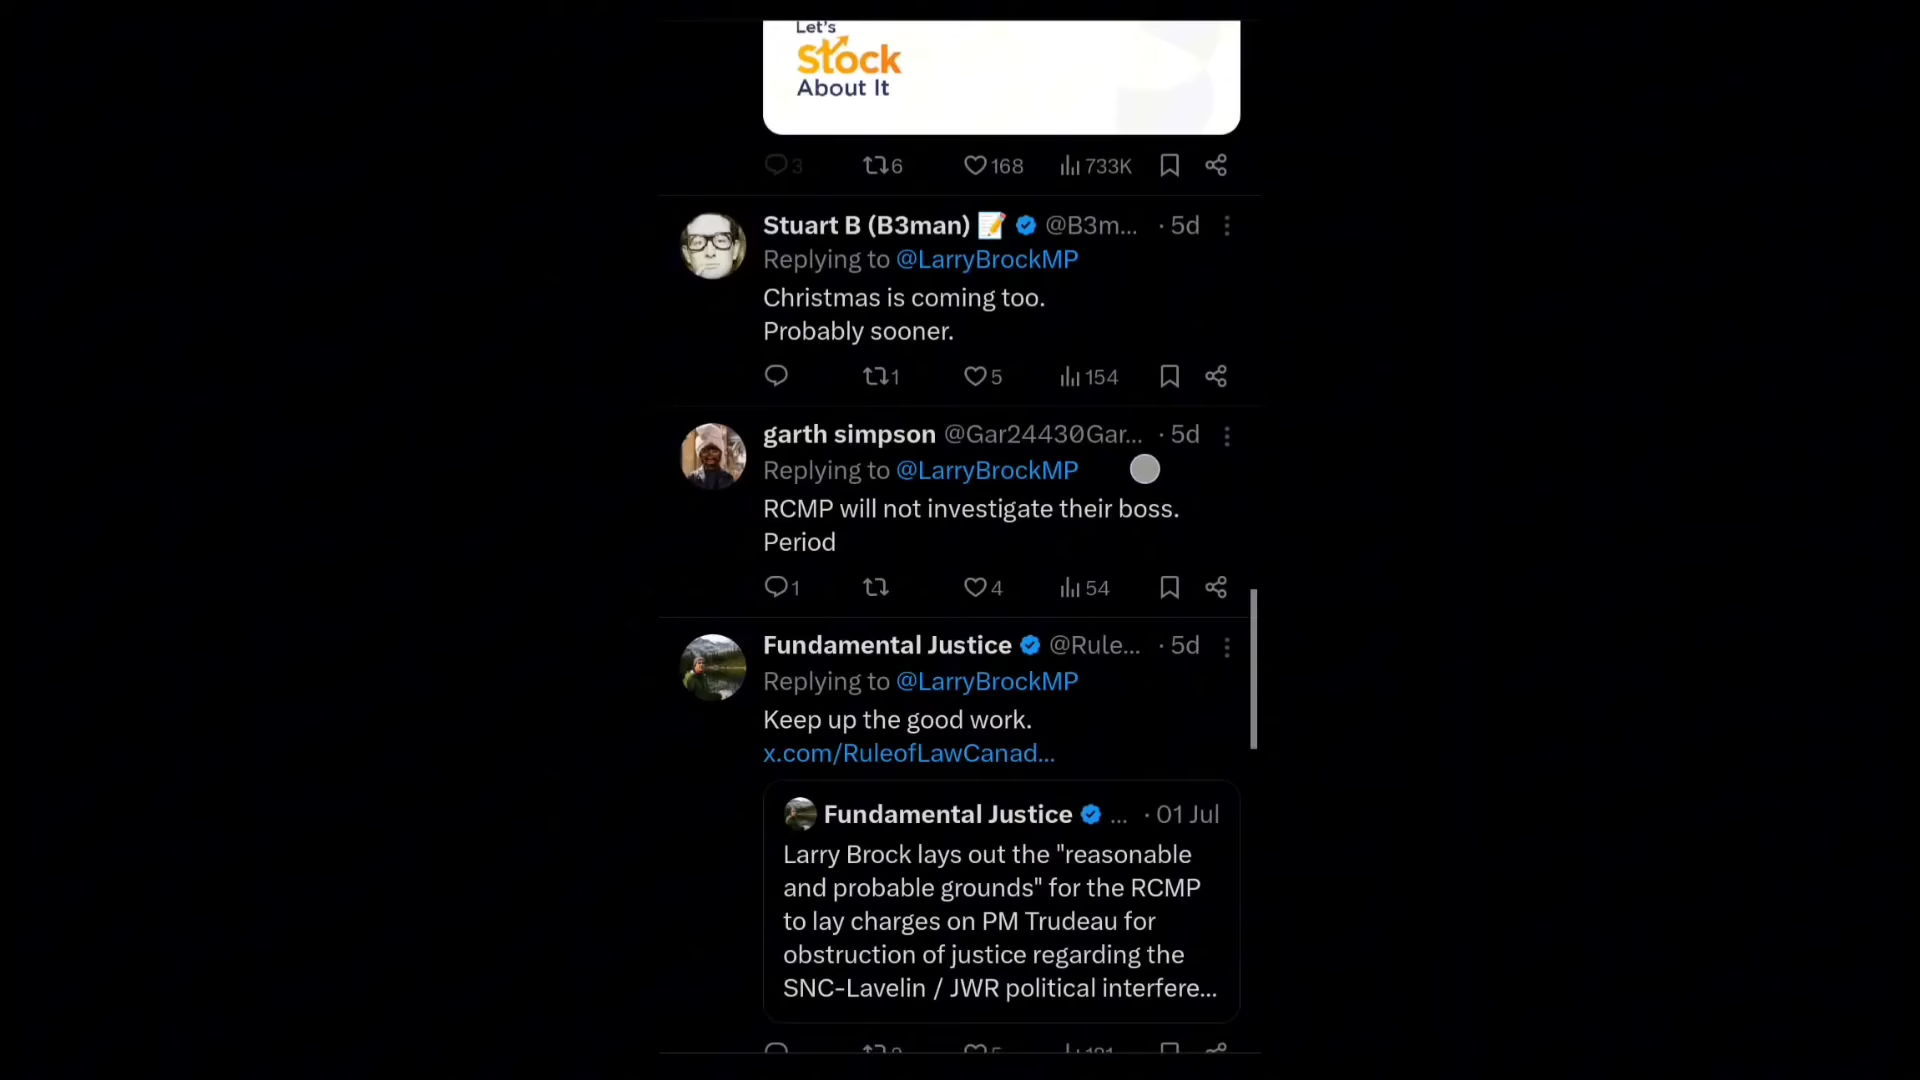 Let's
Stock
About It
3 6 168 733K
Stuart B (B3man) 📝 @B3m... · 5d
Replying to @LarryBrockMP
Christmas is coming too.
Probably sooner.
1 5 154
garth simpson @Gar24430Gar... · 5d
Replying to @LarryBrockMP
RCMP will not investigate their boss.
Period
1 4 54
Fundamental Justice @Rule... · 5d
Replying to @LarryBrockMP
Keep up the good work.
x.com/RuleofLawCanad...
Fundamental Justice ... · 01 Jul
Larry Brock lays out the "reasonable
and probable grounds" for the RCMP
to lay charges on PM Trudeau for
obstruction of justice regarding the
SNC-Lavelin / JWR political interfere...